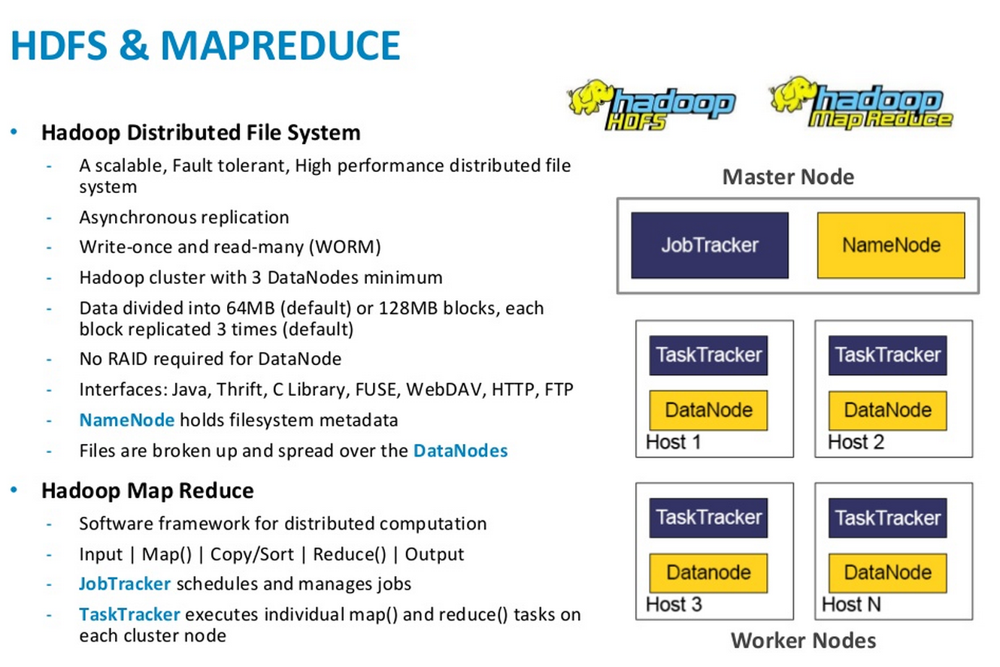 HDFS & MAPREDUCE
hadoop
HDFS
hadoop
Map Reduce
• Hadoop Distributed File System
- A scalable, Fault tolerant, High performance distributed file
system
- Asynchronous replication
- Write-once and read-many (WORM)
- Hadoop cluster with 3 DataNodes minimum
- Data divided into 64MB (default) or 128MB blocks, each
block replicated 3 times (default)
- No RAID required for DataNode
- Interfaces: Java, Thrift, C Library, FUSE, WebDAV, HTTP, FTP
- NameNode holds filesystem metadata
- Files are broken up and spread over the DataNodes
• Hadoop Map Reduce
- Software framework for distributed computation
- Input | Map() | Copy/Sort | Reduce() | Output
- JobTracker schedules and manages jobs
- TaskTracker executes individual map() and reduce() tasks on
each cluster node
Master Node
JobTracker
NameNode
TaskTracker
DataNode
Host 1
TaskTracker
DataNode
Host 2
TaskTracker
Datanode
Host 3
TaskTracker
DataNode
Host N
Worker Nodes